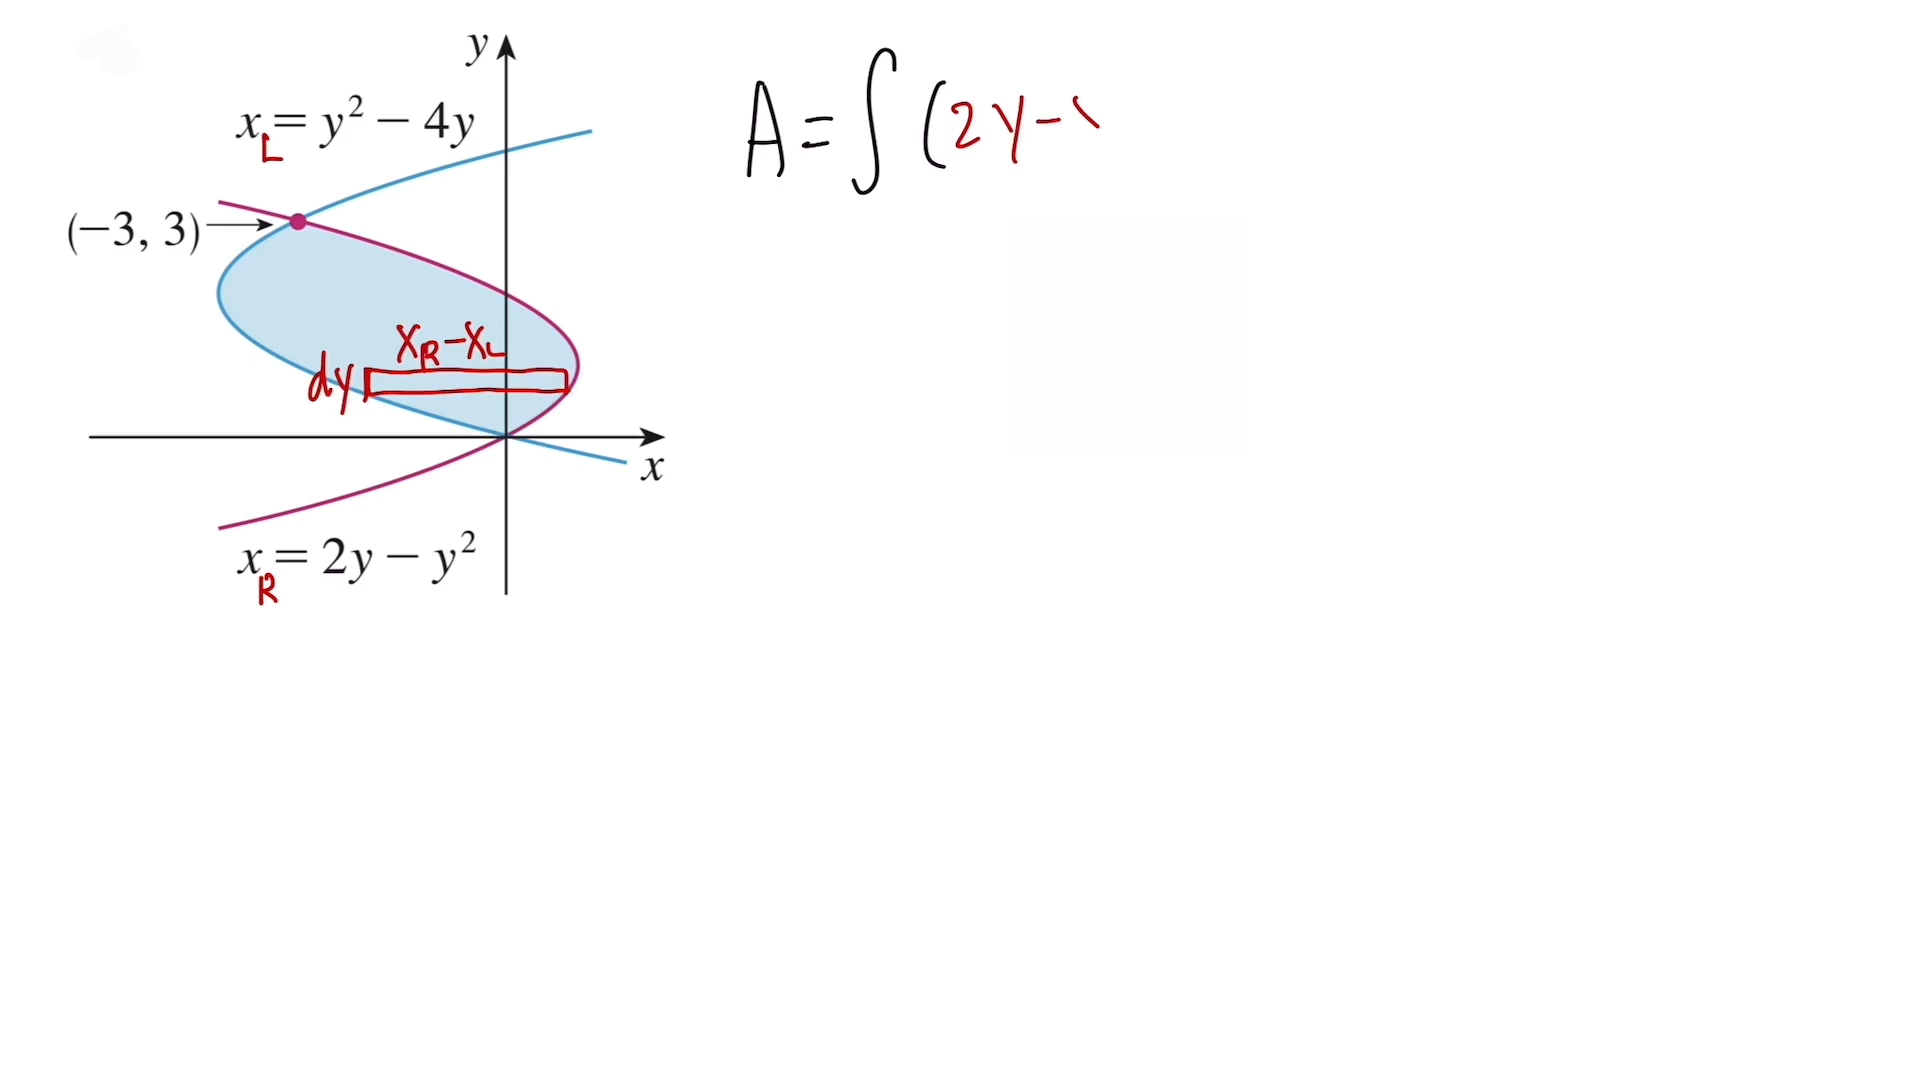 y
x_L = y² − 4y
A = ∫ (2y −
(−3, 3)
x_R − x_L
dy
x
x_R = 2y − y²